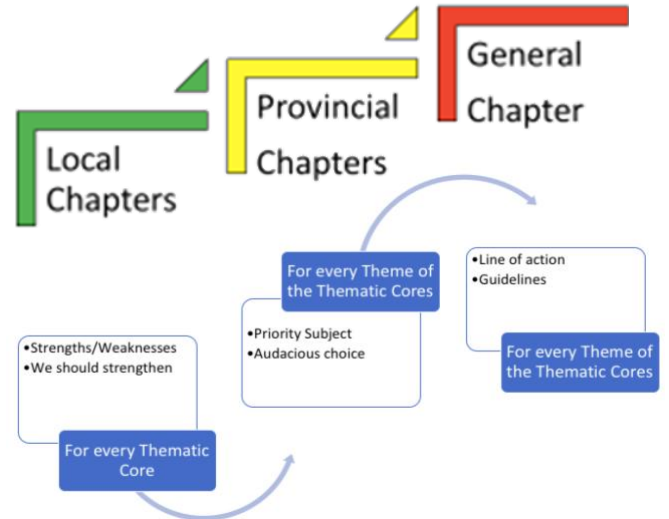 General
Chapter
Provincial
Chapters
Local
Chapters
For every Theme of
the Thematic Cores
•Priority Subject
•Audacious choice
•Line of action
•Guidelines
For every Theme of
the Thematic Cores
•Strengths/Weaknesses
•We should strengthen
For every Thematic
Core